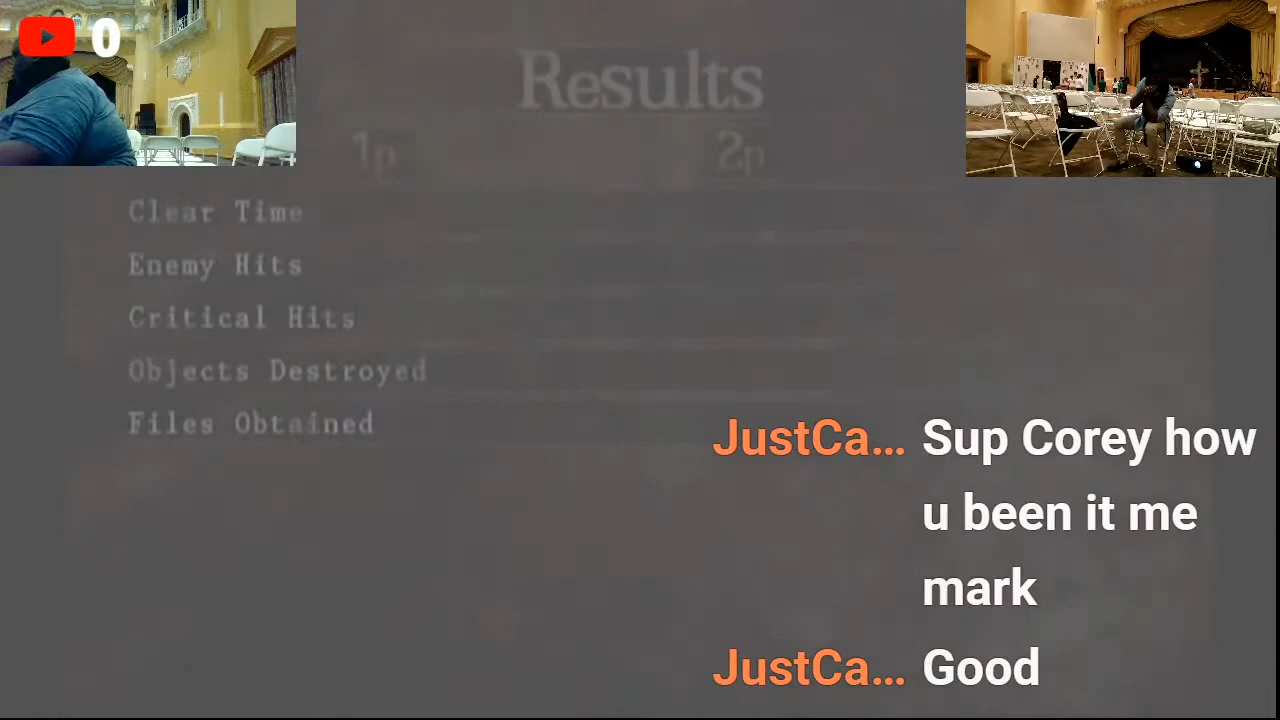 0
Results
1p 2p
Clear Time
Enemy Hits
Critical Hits
Objects Destroyed
Files Obtained
JustCa... Sup Corey how
u been it me
mark
JustCa... Good